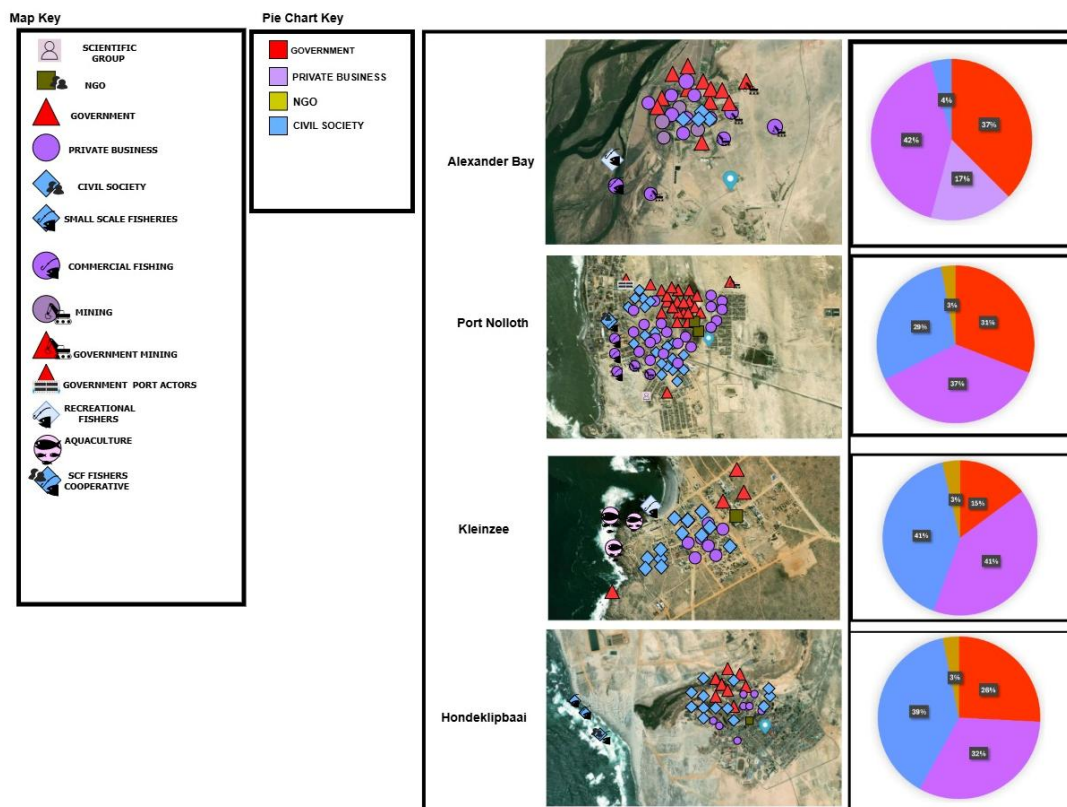 Map Key
SCIENTIFIC
GROUP
NGO
GOVERNMENT
PRIVATE BUSINESS
CIVIL SOCIETY
SMALL SCALE FISHERIES
COMMERCIAL FISHING
MINING
GOVERNMENT MINING
GOVERNMENT PORT ACTORS
RECREATIONAL
FISHERS
AQUACULTURE
SCF FISHERS
COOPERATIVE
Pie Chart Key
GOVERNMENT
PRIVATE BUSINESS
NGO
CIVIL SOCIETY
Alexander Bay
4%
37%
42%
17%
Port Nolloth
3%
31%
29%
37%
Kleinzee
3%
15%
41%
41%
Hondeklipbaai
3%
26%
39%
32%